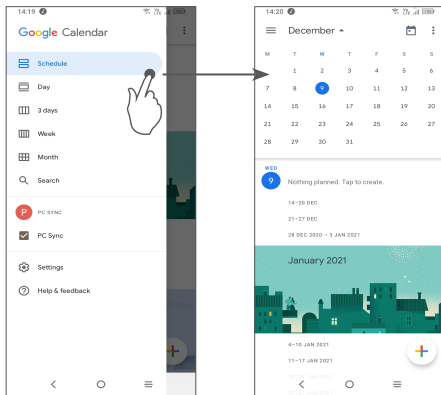 14:19
Google Calendar
Schedule
Day
3 days
Week
Month
Search
P PC SYNC
PC Sync
Settings
Help & feedback
14:20
December
M T W T F S S
1 2 3 4 5 6
7 8 9 10 11 12 13
14 15 16 17 18 19 20
21 22 23 24 25 26 27
28 29 30 31
WED
9 Nothing planned. Tap to create.
14–20 DEC
21–27 DEC
28 DEC 2020 – 3 JAN 2021
January 2021
4–10 JAN 2021
11–17 JAN 2021